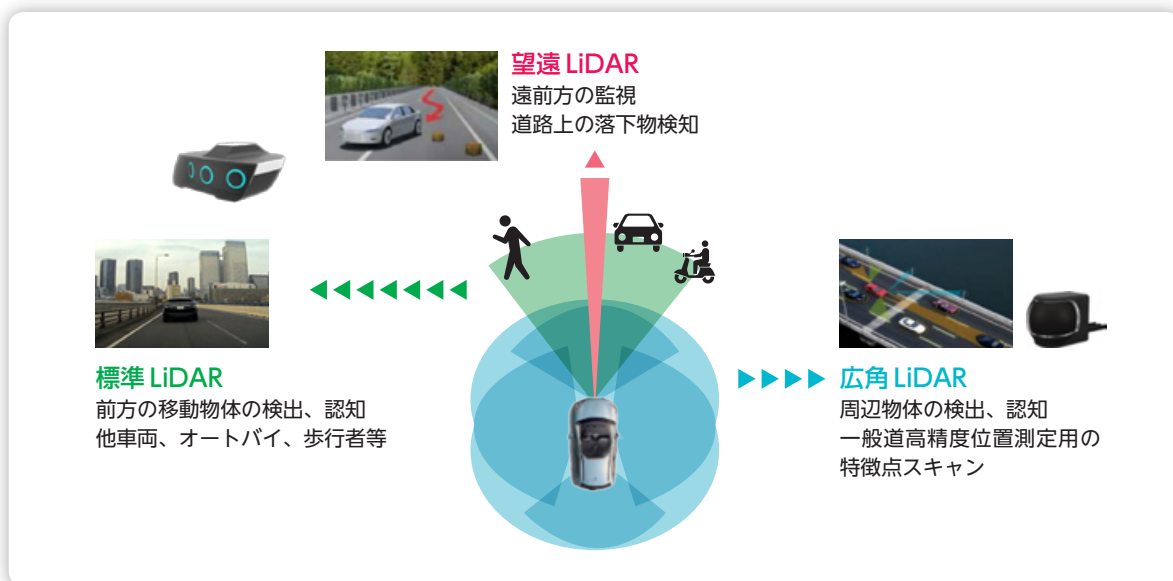 望遠 LiDAR
遠前方の監視
道路上の落下物検知
標準 LiDAR
前方の移動物体の検出、認知
他車両、オートバイ、歩行者等
広角 LiDAR
周辺物体の検出、認知
一般道高精度位置測定用の
特徴点スキャン